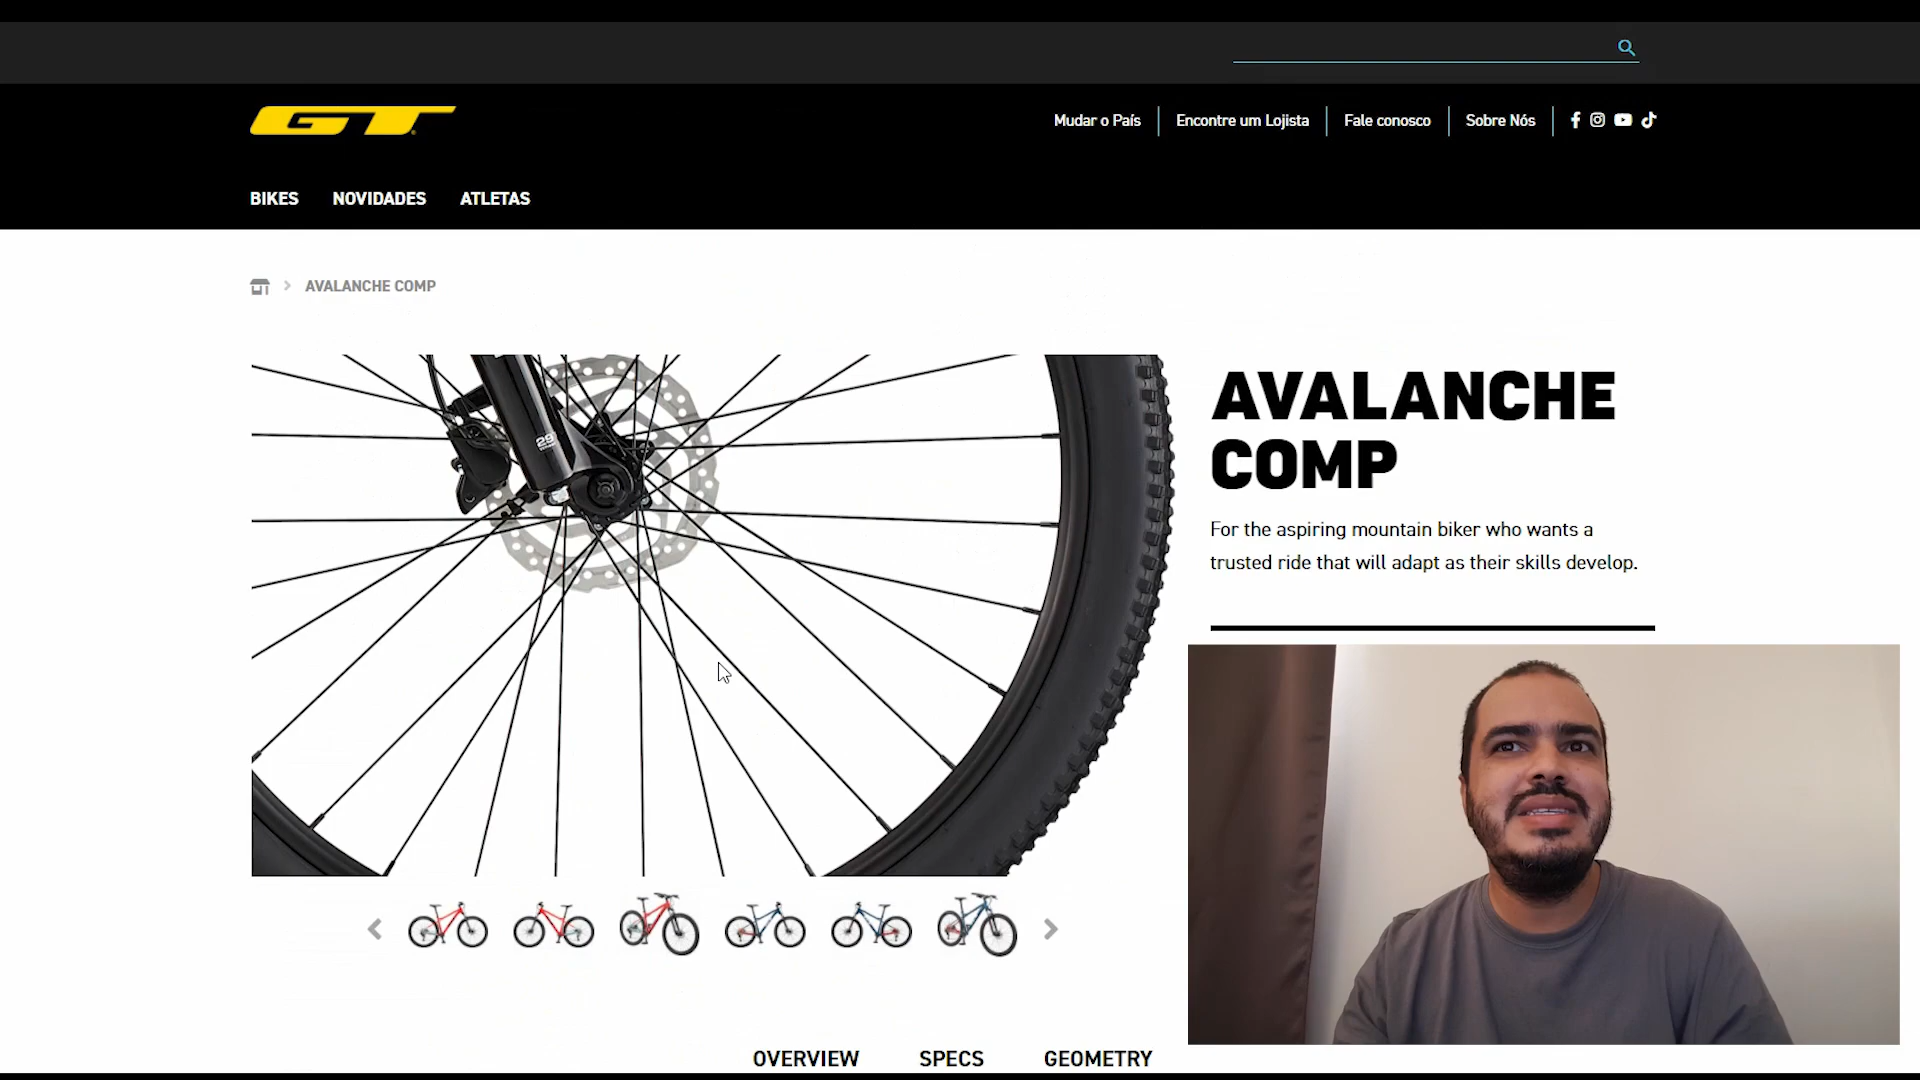 GT
Mudar o País
Encontre um Lojista
Fale conosco
Sobre Nós
BIKES
NOVIDADES
ATLETAS
AVALANCHE COMP
29"
AVALANCHE
COMP
For the aspiring mountain biker who wants a
trusted ride that will adapt as their skills develop.
OVERVIEW
SPECS
GEOMETRY